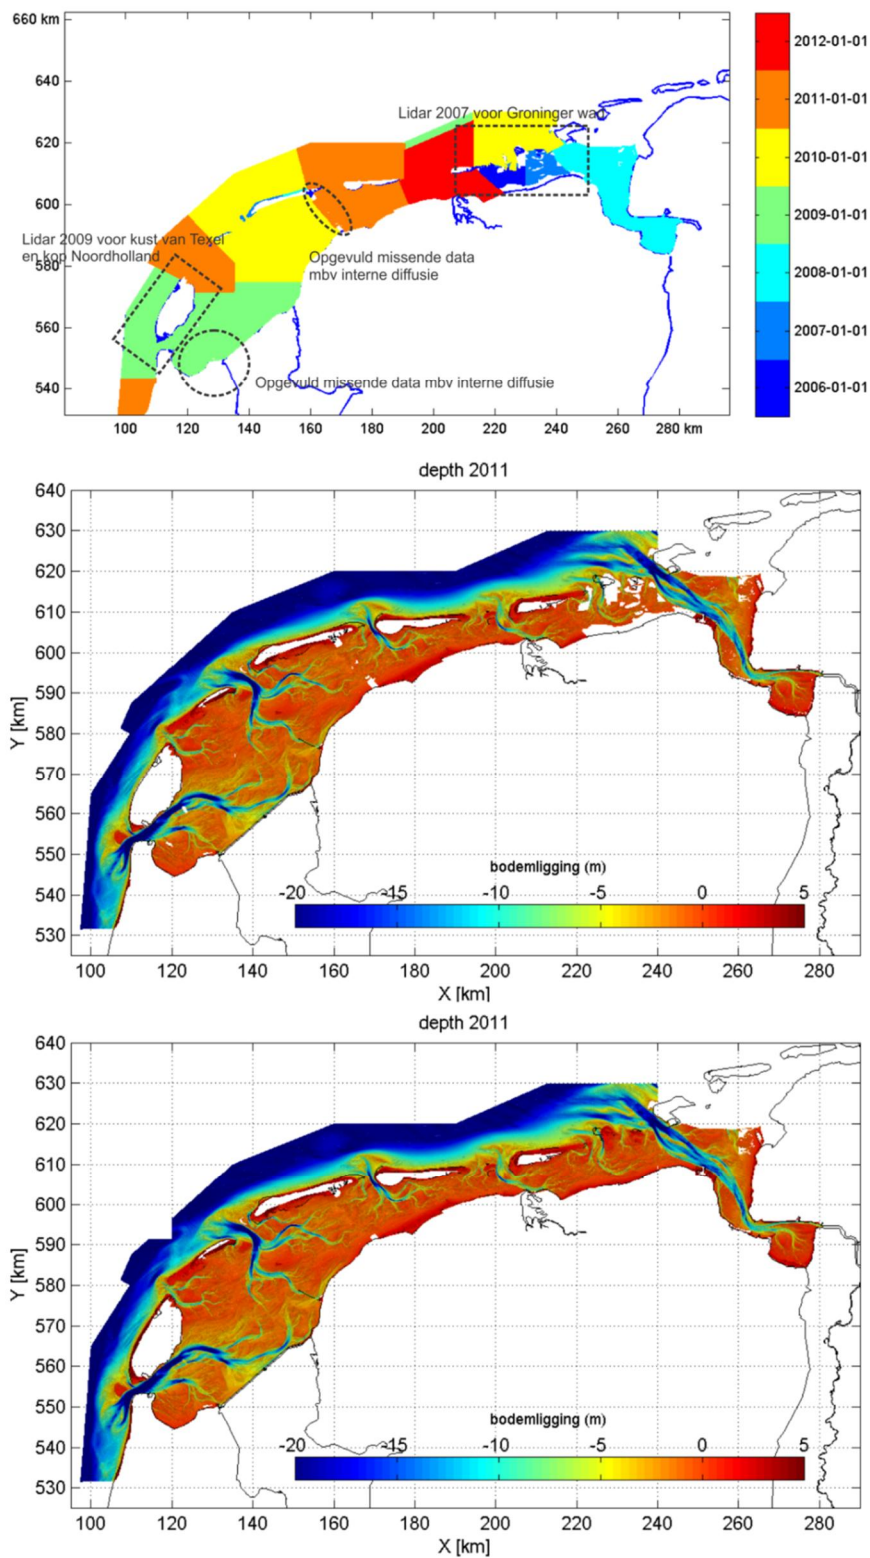 660 km
640
620
600
580
560
540
100
120
140
160
180
200
220
240
260
280 km
Lidar 2007 voor Groninger wad
Lidar 2009 voor kust van Texel
en kop Noordholland
Opgevuld missende data
mbv interne diffusie
Opgevuld missende data mbv interne diffusie
2012-01-01
2011-01-01
2010-01-01
2009-01-01
2008-01-01
2007-01-01
2006-01-01
depth 2011
640
630
620
610
600
590
580
570
560
550
540
530
Y [km]
bodemligging (m)
-20 -15 -10 -5 0 5
100 120 140 160 180 200 220 240 260 280
X [km]
depth 2011
640
630
620
610
600
590
580
570
560
550
540
530
Y [km]
bodemligging (m)
-20 -15 -10 -5 0 5
100 120 140 160 180 200 220 240 260 280
X [km]